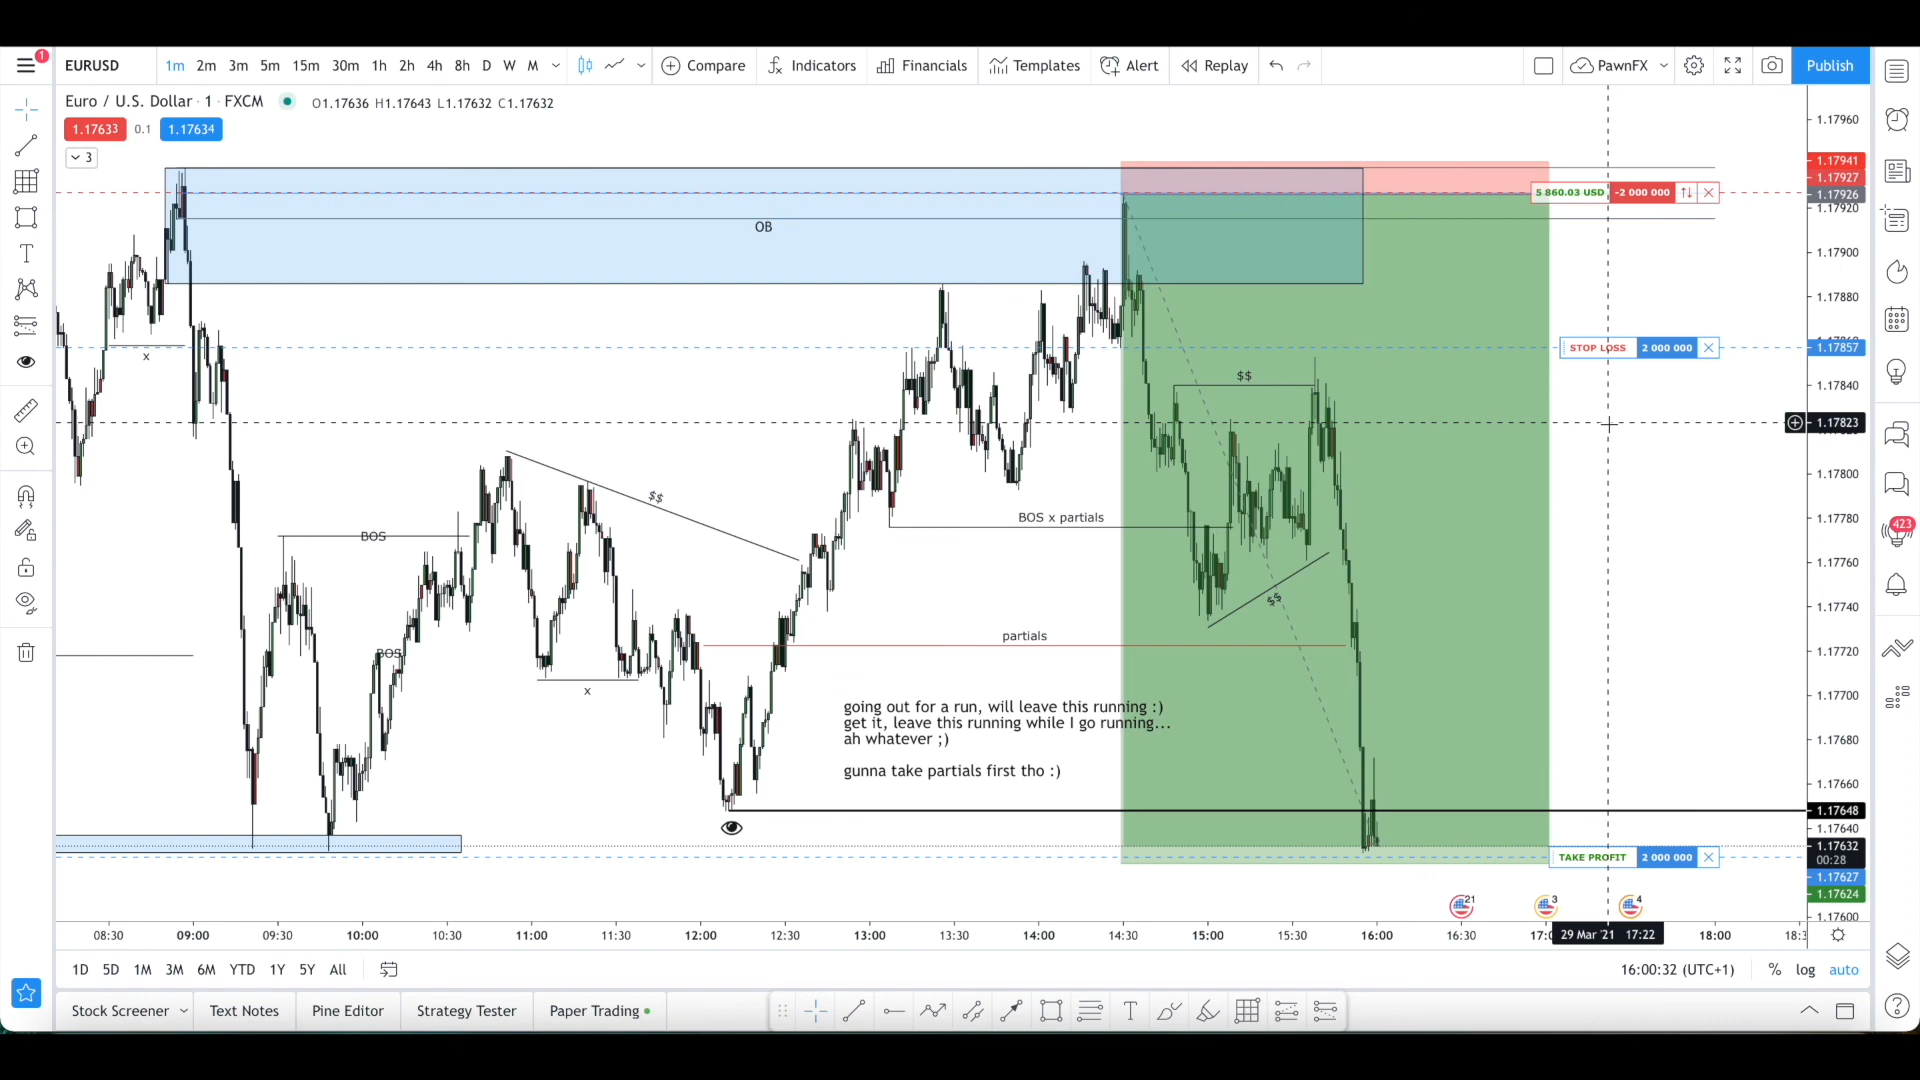 1
EURUSD
1m 2m 3m 5m 15m 30m 1h 2h 4h 8h D W M
Compare
Indicators
Financials
Templates
Alert
Replay
PawnFX
Publish
Euro / U.S. Dollar · 1 · FXCM
O1.17636 H1.17643 L1.17632 C1.17632
1.17633 0.1 1.17634
3
1.17960
1.17941
1.17927
1.17926
1.17920
1.17900
1.17880
1.17857
1.17840
1.17823
1.17800
1.17780
1.17760
1.17740
1.17720
1.17700
1.17680
1.17660
1.17648
1.17640
1.17632
00:28
1.17627
1.17624
1.17600
5 860.03 USD -2 000 000
STOP LOSS 2 000 000
TAKE PROFIT 2 000 000
OB
x
$$
$$
BOS x partials
BOS
$$
partials
BOS
x
going out for a run, will leave this running :)
get it, leave this running while I go running...
ah whatever ;)
gunna take partials first tho :)
423
21
3
4
08:30 09:00 09:30 10:00 10:30 11:00 11:30 12:00 12:30 13:00 13:30 14:00 14:30 15:00 15:30 16:00 16:30 17:0 29 Mar '21 17:22 18:00 18:3
1D 5D 1M 3M 6M YTD 1Y 5Y All
16:00:32 (UTC+1) % log auto
Stock Screener
Text Notes
Pine Editor
Strategy Tester
Paper Trading